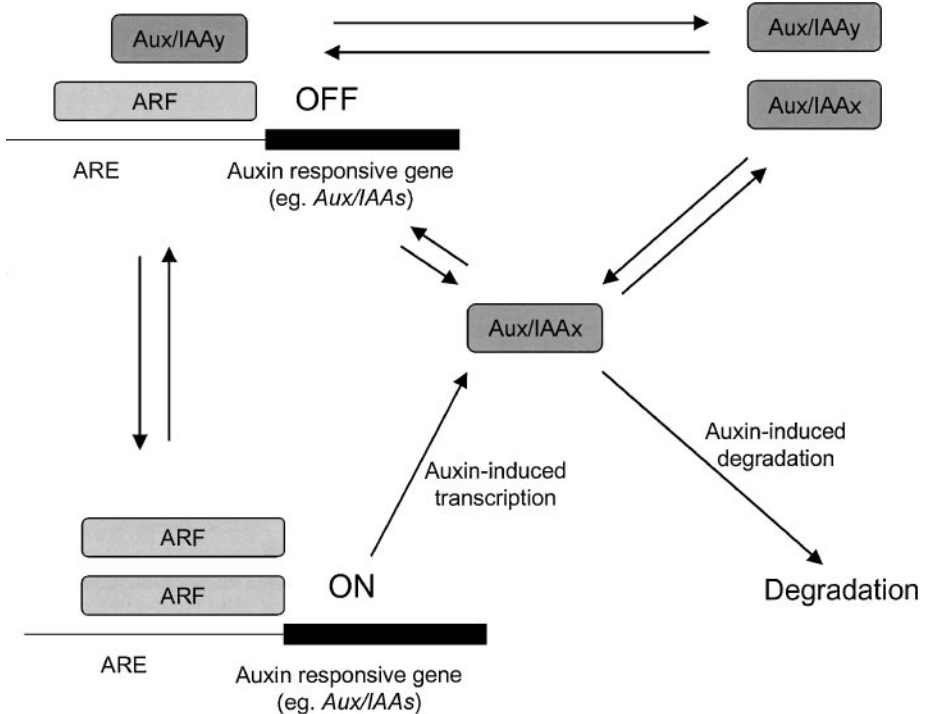 Aux/IAAy
Aux/IAAy
ARF
OFF
Aux/IAAx
ARE
Auxin responsive gene
(eg. Aux/IAAs)
Aux/IAAx
Auxin-induced
transcription
Auxin-induced
degradation
ARF
ARF
ON
Degradation
ARE
Auxin responsive gene
(eg. Aux/IAAs)